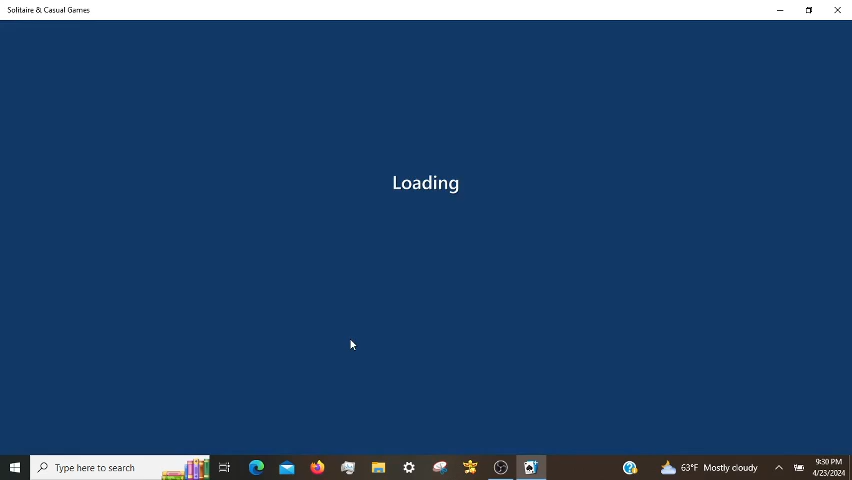 Solitaire & Casual Games
Loading
Type here to search
63°F Mostly cloudy
9:30 PM
4/23/2024